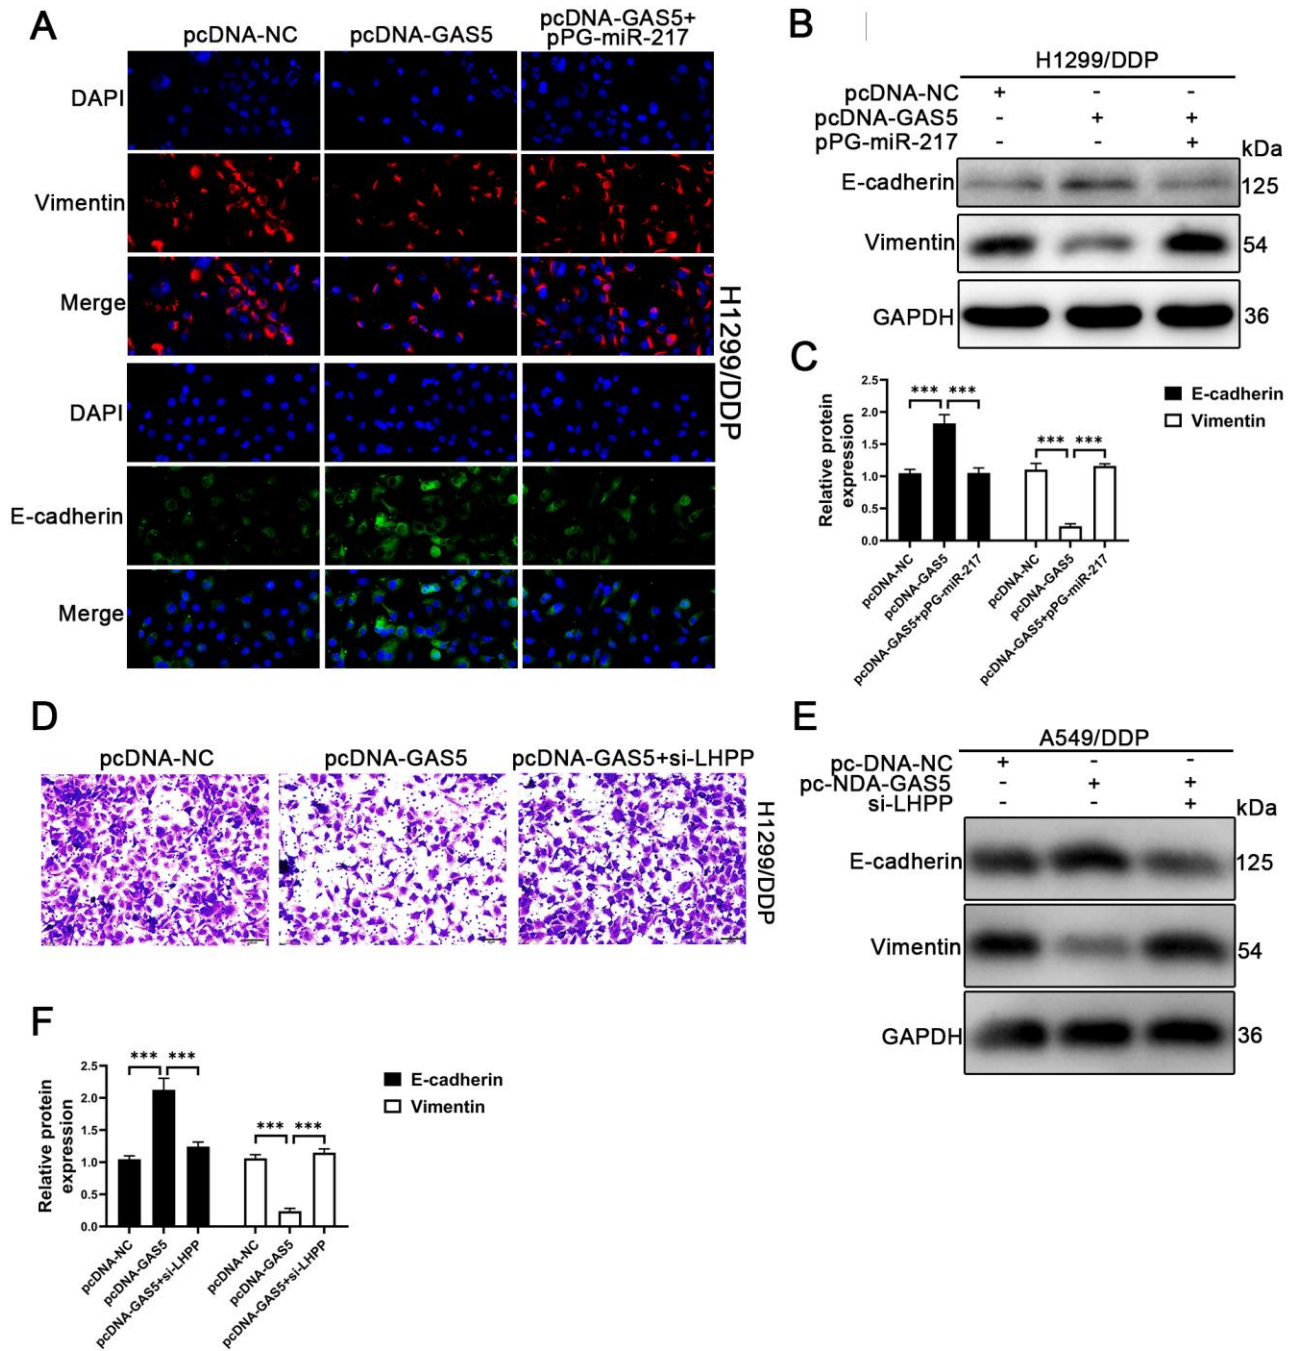 A
pcDNA-NC
pcDNA-GAS5
pcDNA-GAS5+
pPG-miR-217
DAPI
Vimentin
Merge
DAPI
E-cadherin
Merge
H1299/DDP
B
H1299/DDP
pcDNA-NC + - -
pcDNA-GAS5 - + +
pPG-miR-217 - - +
kDa
E-cadherin 125
Vimentin 54
GAPDH 36
C
Relative protein
expression
2.5
2.0
1.5
1.0
0.5
0.0
*** ***
*** ***
E-cadherin
Vimentin
pcDNA-NC
pcDNA-GAS5
pcDNA-GAS5+pPG-miR-217
pcDNA-NC
pcDNA-GAS5
pcDNA-GAS5+pPG-miR-217
D
pcDNA-NC
pcDNA-GAS5
pcDNA-GAS5+si-LHPP
H1299/DDP
E
A549/DDP
pc-DNA-NC + - -
pc-NDA-GAS5 - + +
si-LHPP - - +
kDa
E-cadherin 125
Vimentin 54
GAPDH 36
F
Relative protein
expression
2.5
2.0
1.5
1.0
0.5
0.0
*** ***
*** ***
E-cadherin
Vimentin
pcDNA-NC
pcDNA-GAS5
pcDNA-GAS5+si-LHPP
pcDNA-NC
pcDNA-GAS5
pcDNA-GAS5+si-LHPP